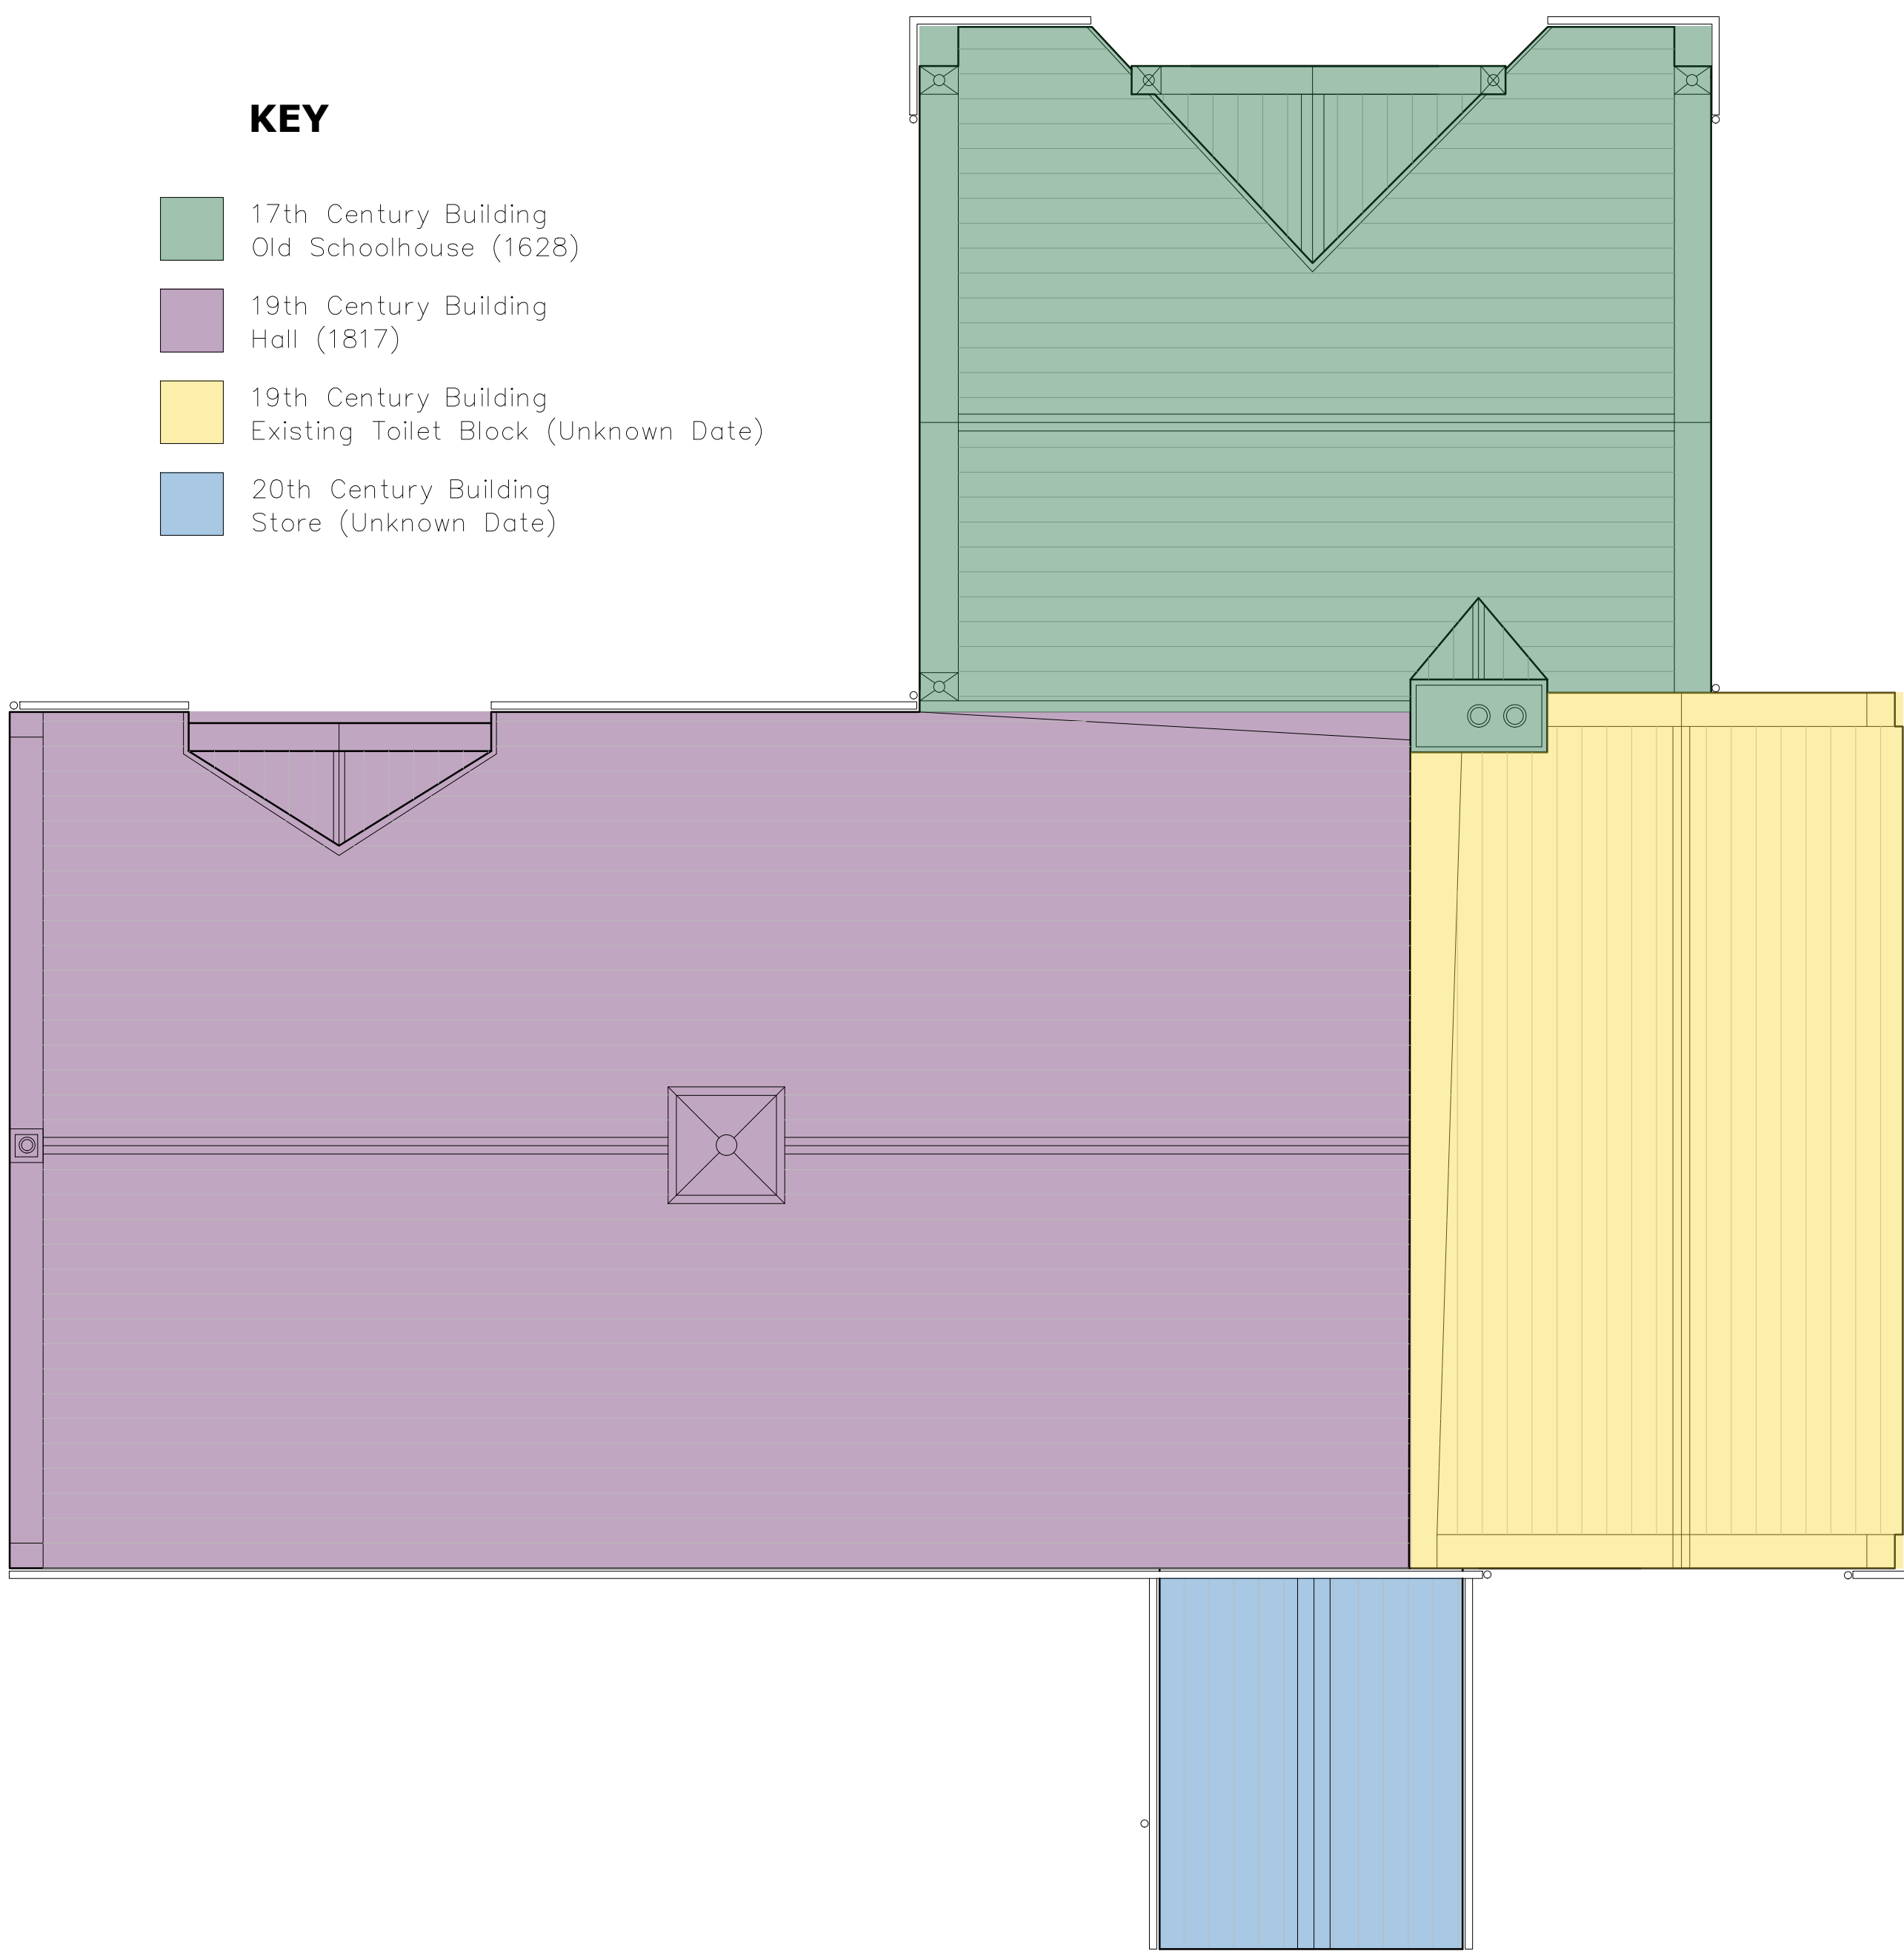 KEY
17th Century Building
Old Schoolhouse (1628)
19th Century Building
Hall (1817)
19th Century Building
Existing Toilet Block (Unknown Date)
20th Century Building
Store (Unknown Date)